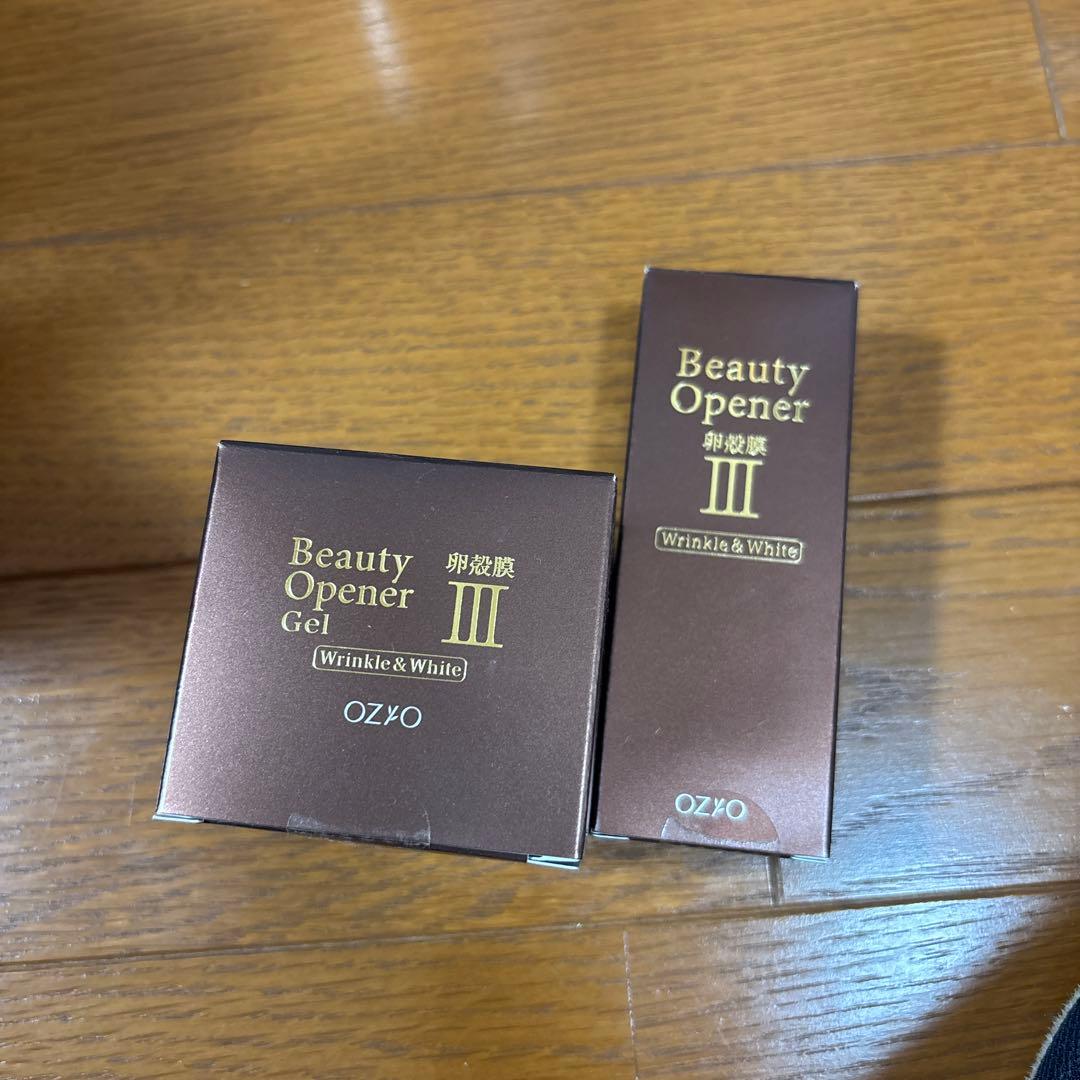 Beauty
Opener
Gel
卵殻膜
III
Wrinkle & White
OZIO
Beauty
Opener
卵殻膜
III
Wrinkle & White
OZIO